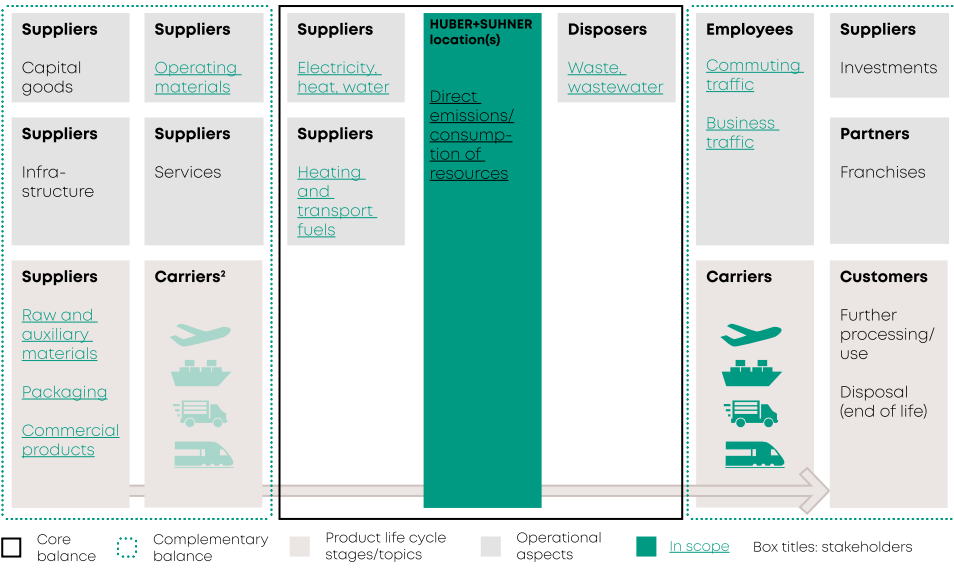 Suppliers
Capital
goods
Suppliers
Operating
materials
Suppliers
Electricity,
heat, water
HUBER+SUHNER
location(s)
Direct
emissions/
consump-
tion of
resources
Disposers
Waste,
wastewater
Employees
Commuting
traffic
Business
traffic
Suppliers
Investments
Suppliers
Infra-
structure
Suppliers
Services
Suppliers
Heating
and
transport
fuels
Partners
Franchises
Suppliers
Raw and
auxiliary
materials
Packaging
Commercial
products
Carriers²
Carriers
Customers
Further
processing/
use
Disposal
(end of life)
Core
balance
Complementary
balance
Product life cycle
stages/topics
Operational
aspects
In scope
Box titles: stakeholders